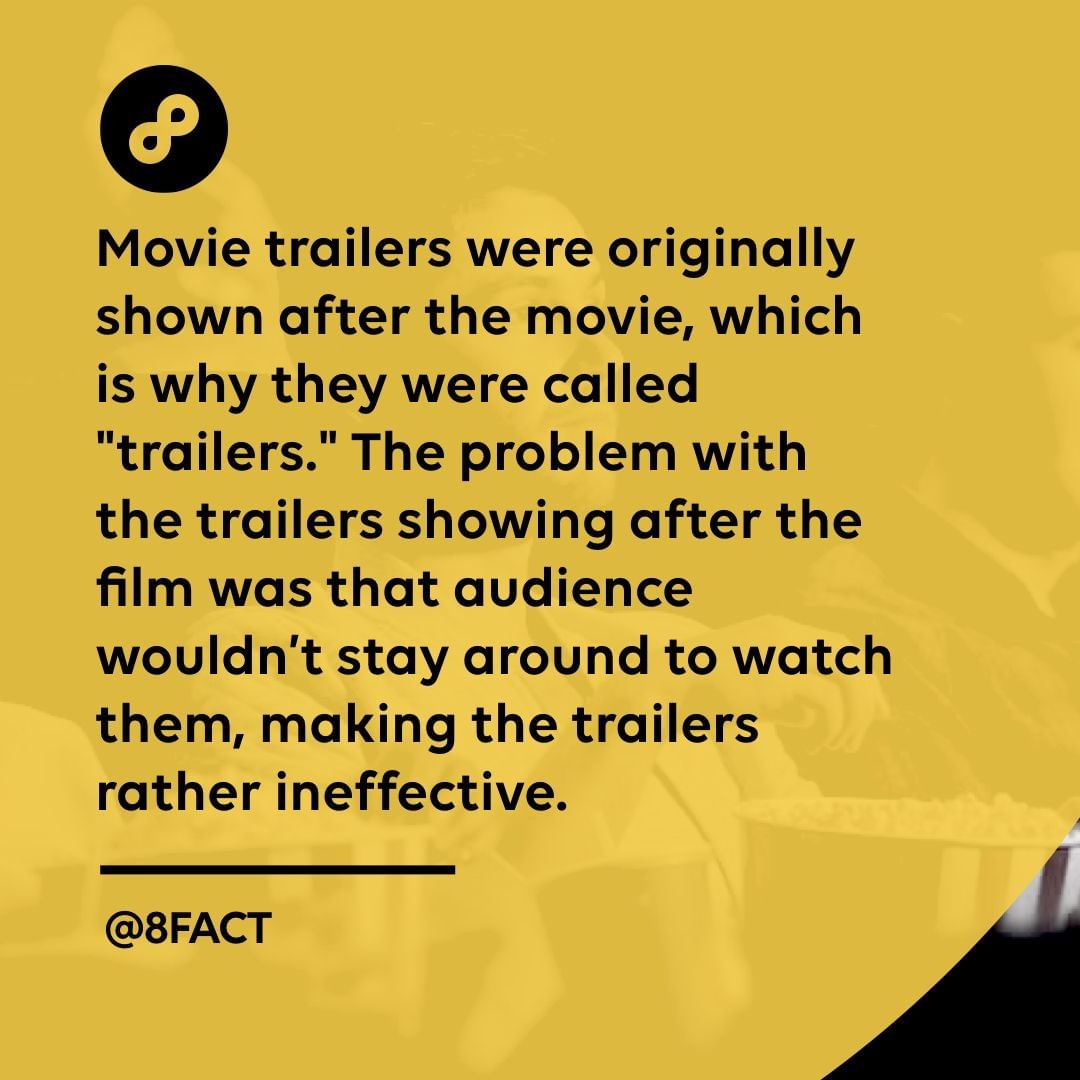 Movie trailers were originally
shown after the movie, which
is why they were called
"trailers." The problem with
the trailers showing after the
film was that audience
wouldn’t stay around to watch
them, making the trailers
rather ineffective.
@8FACT